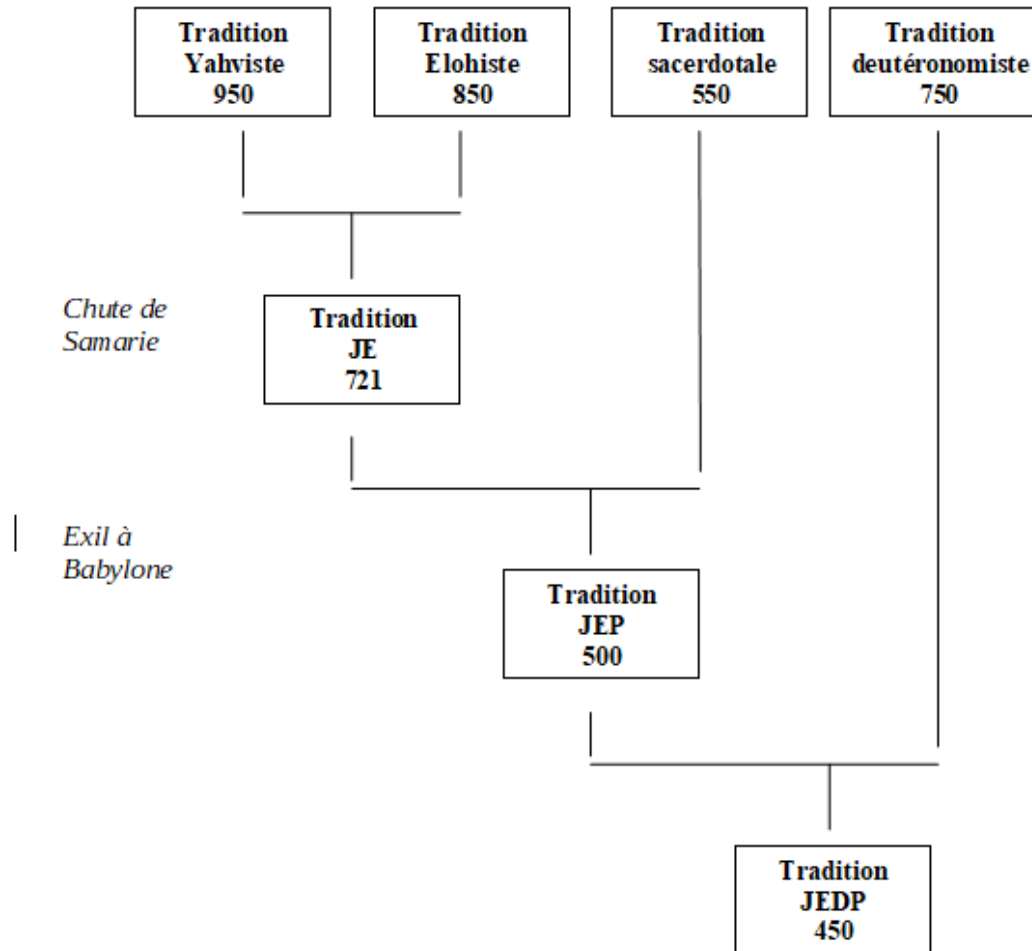 Tradition
Yahviste
950
Tradition
Elohiste
850
Tradition
sacerdotale
550
Tradition
deutéronomiste
750
Chute de
Samarie
Tradition
JE
721
Exil à
Babylone
Tradition
JEP
500
Tradition
JEDP
450